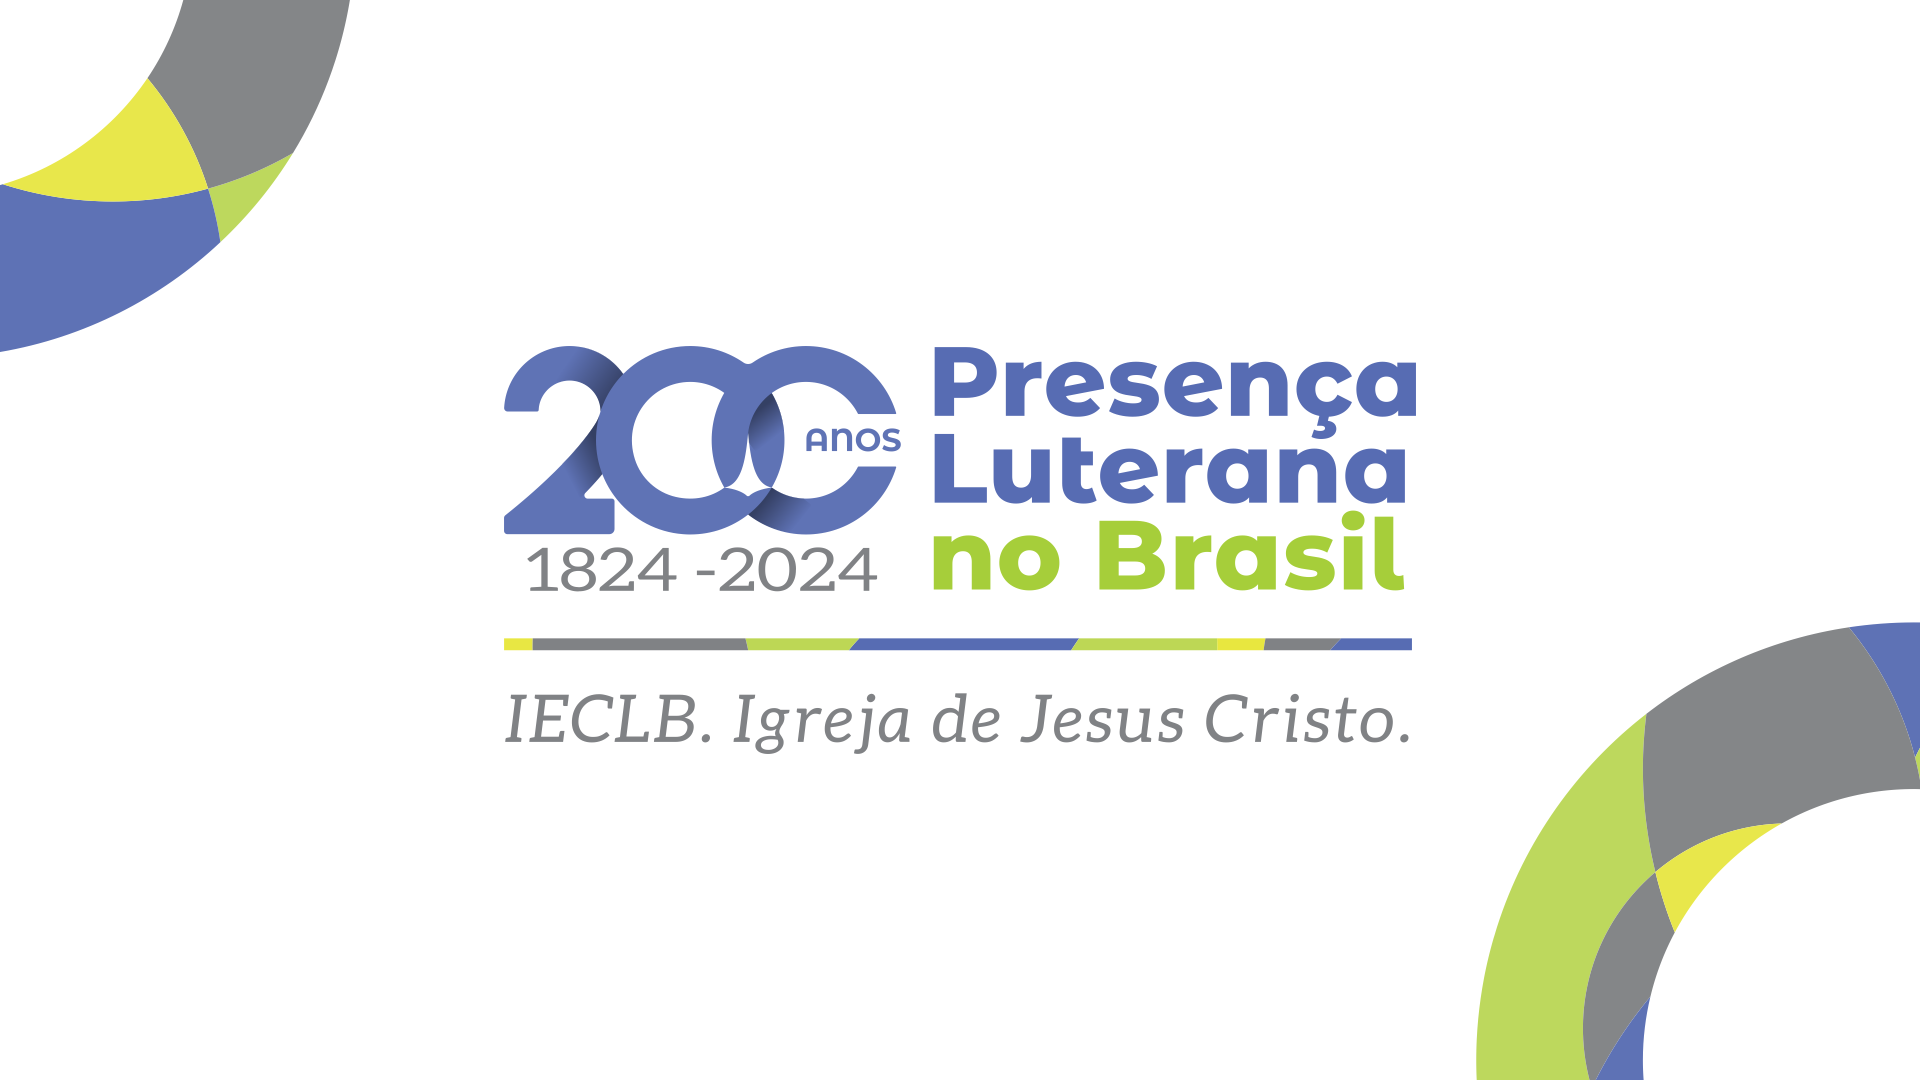 200 anos
1824 -2024
Presença
Luterana
no Brasil
IECLB. Igreja de Jesus Cristo.